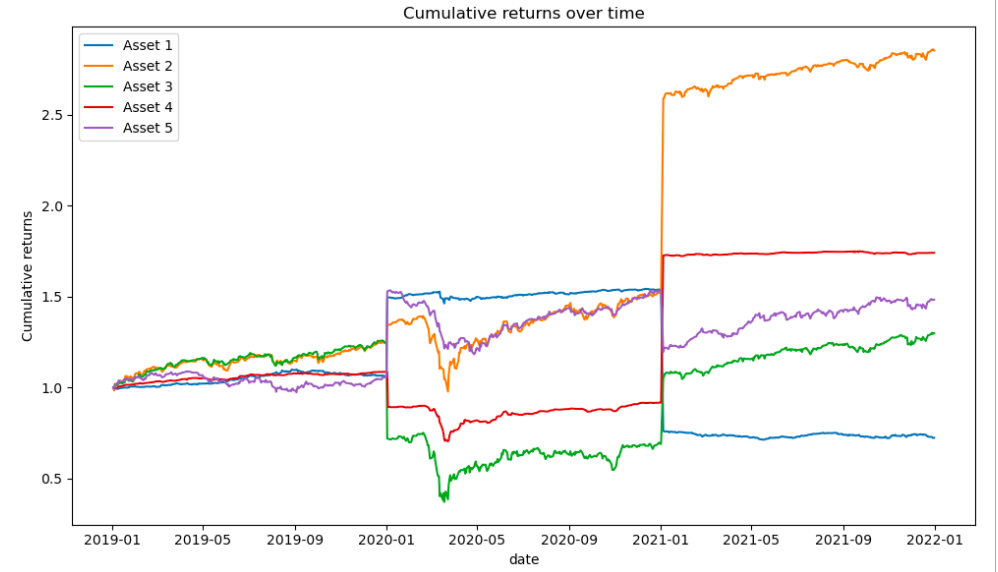 Cumulative returns over time
Asset 1
Asset 2
Asset 3
Asset 4
Asset 5
2.5
2.0
1.5
1.0
0.5
Cumulative returns
2019-01 2019-05 2019-09 2020-01 2020-05 2020-09 2021-01 2021-05 2021-09 2022-01
date